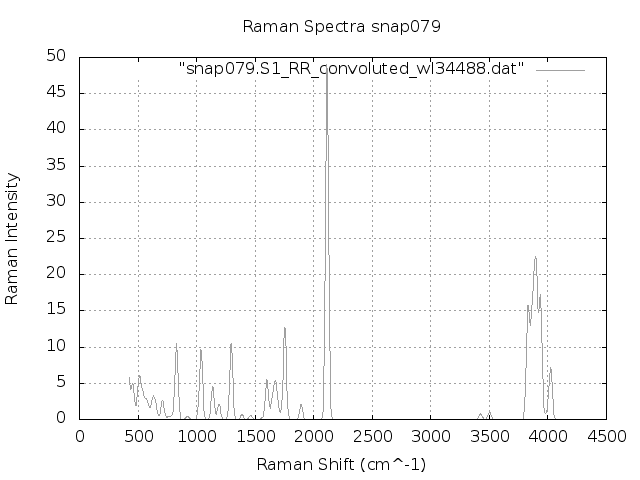 Raman Spectra snap079
"snap079.S1_RR_convoluted_wl34488.dat"
Raman Intensity
50
45
40
35
30
25
20
15
10
5
0
0 500 1000 1500 2000 2500 3000 3500 4000 4500
Raman Shift (cm^-1)